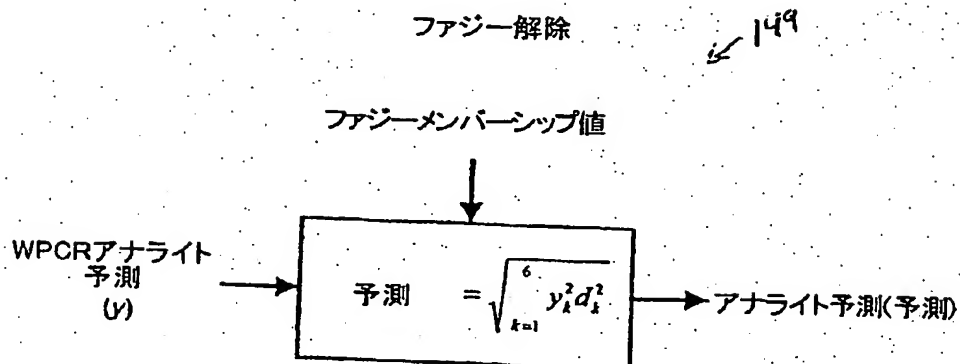 ファジー解除
149
ファジーメンバーシップ値
WPCRアナライト
予測
(y)
予測 = √ 6 k=1 y_k^2 d_k^2
アナライト予測(予測)